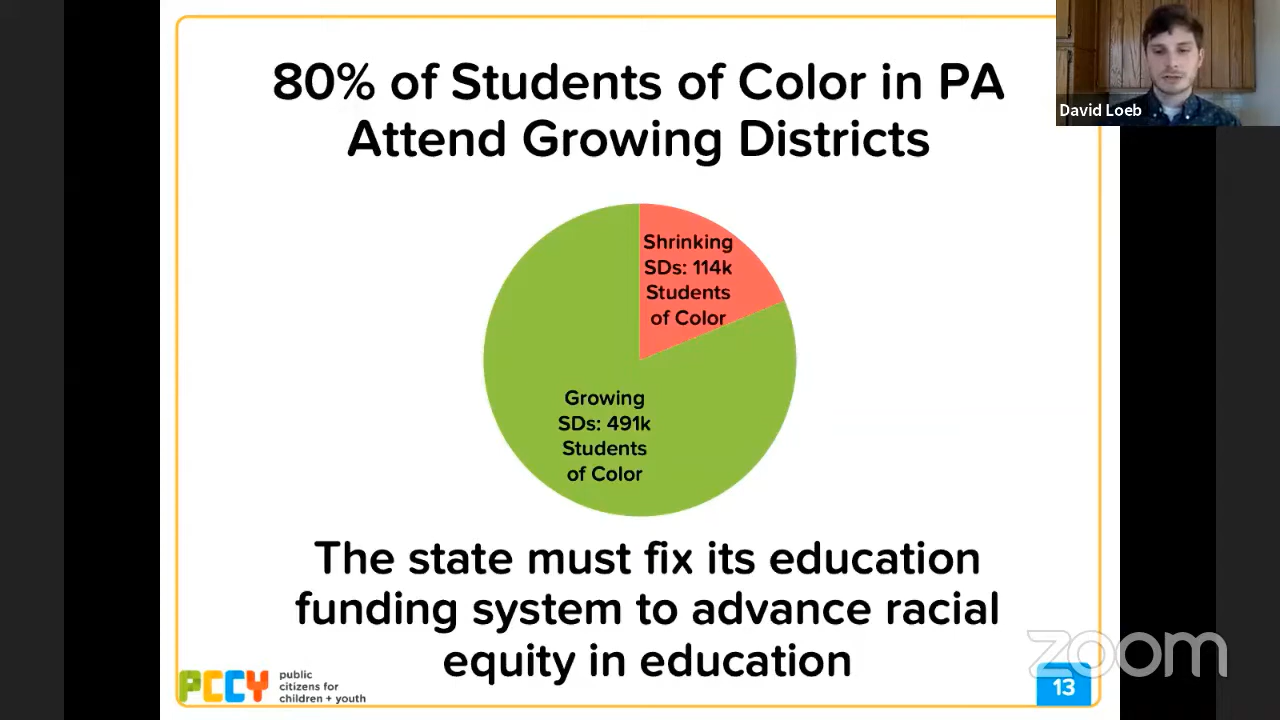 80% of Students of Color in PA
Attend Growing Districts
David Loeb
Shrinking
SDs: 114k
Students
of Color
Growing
SDs: 491k
Students
of Color
The state must fix its education
funding system to advance racial
equity in education
PCCY
public
citizens for
children + youth
zoom
13